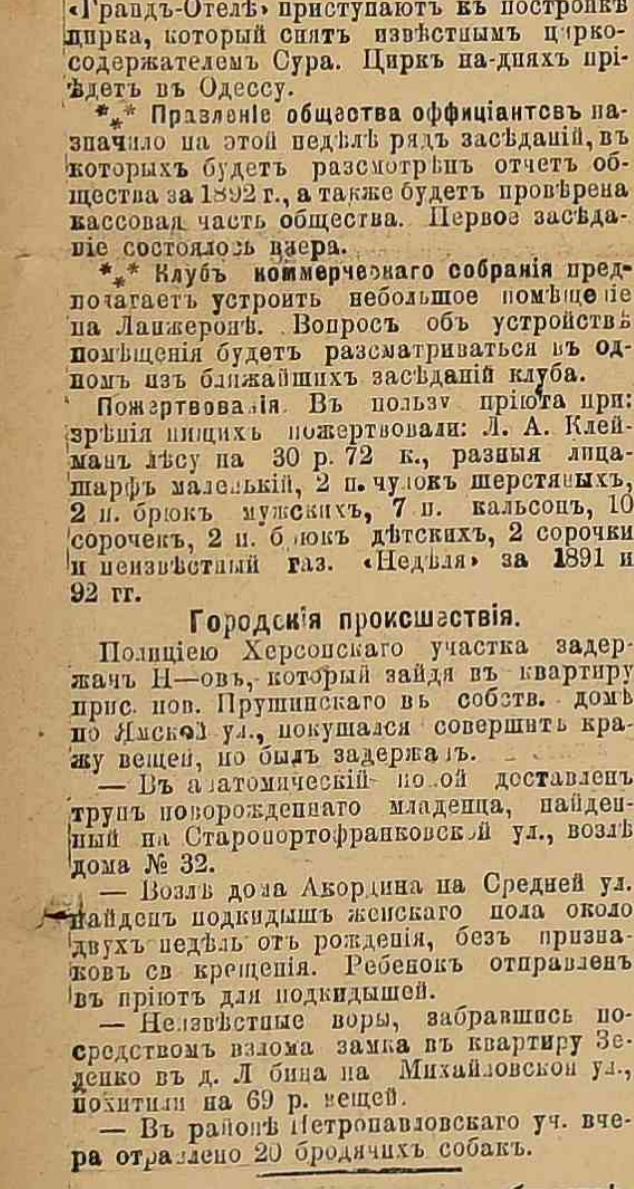 «Грандъ-Отелѣ» приступаютъ къ постройкѣ
цирка, который снятъ извѣстнымъ цирко-
содержателемъ Сура. Циркъ на-дняхъ прі-
ѣдетъ въ Одессу.
*** Правленіе общества оффиціантовъ на-
значило на этой недѣлѣ рядъ засѣданій, въ
которыхъ будетъ разсмотрѣнъ отчетъ об-
щества за 1892 г., а также будетъ провѣрена
кассовая часть общества. Первое засѣда-
ніе состоялось вчера.
*** Клубъ коммерческаго собранія пред-
полагаетъ устроить небольшое помѣщеніе
на Ланжеронѣ. Вопросъ объ устройствѣ
помѣщенія будетъ разсматриваться въ од-
номъ изъ ближайшихъ засѣданій клуба.
Пожертвованія. Въ пользу пріюта при:
зрѣнія нищихъ пожертвовали: Л. А. Клей-
манъ лѣсу на 30 р. 72 к., разныя лица-
шарфъ маленькій, 2 п. чулокъ шерстяныхъ,
2 п. брюкъ мужскихъ, 7 п. кальсонъ, 10
сорочекъ, 2 п. брюкъ дѣтскихъ, 2 сорочки
и неизвѣстный газ. «Недѣля» за 1891 и
92 гг.
Городскія происшествія.
Полиціею Херсонскаго участка задер-
жанъ Н—овъ, который зайдя въ квартиру
прис. пов. Прушинскаго въ собств. домѣ
по Ямской ул., покушался совершить кра-
жу вещей, но былъ задержанъ.
— Въ анатомическій покой доставленъ
трупъ новорожденнаго младенца, найден-
ный на Старопортофранковской ул., возлѣ
дома № 32.
— Возлѣ дома Акордина на Средней ул.
найденъ подкидышъ женскаго пола около
двухъ недѣль отъ рожденія, безъ призна-
ковъ св крещенія. Ребенокъ отправленъ
въ пріютъ для подкидышей.
— Неизвѣстные воры, забравшись по-
средствомъ взлома замка въ квартиру Зе-
ленко въ д. на Михайловской ул.,
похитили на 69 р. вещей.
— Въ районѣ Петропавловскаго уч. вче-
ра отравлено 20 бродячихъ собакъ.